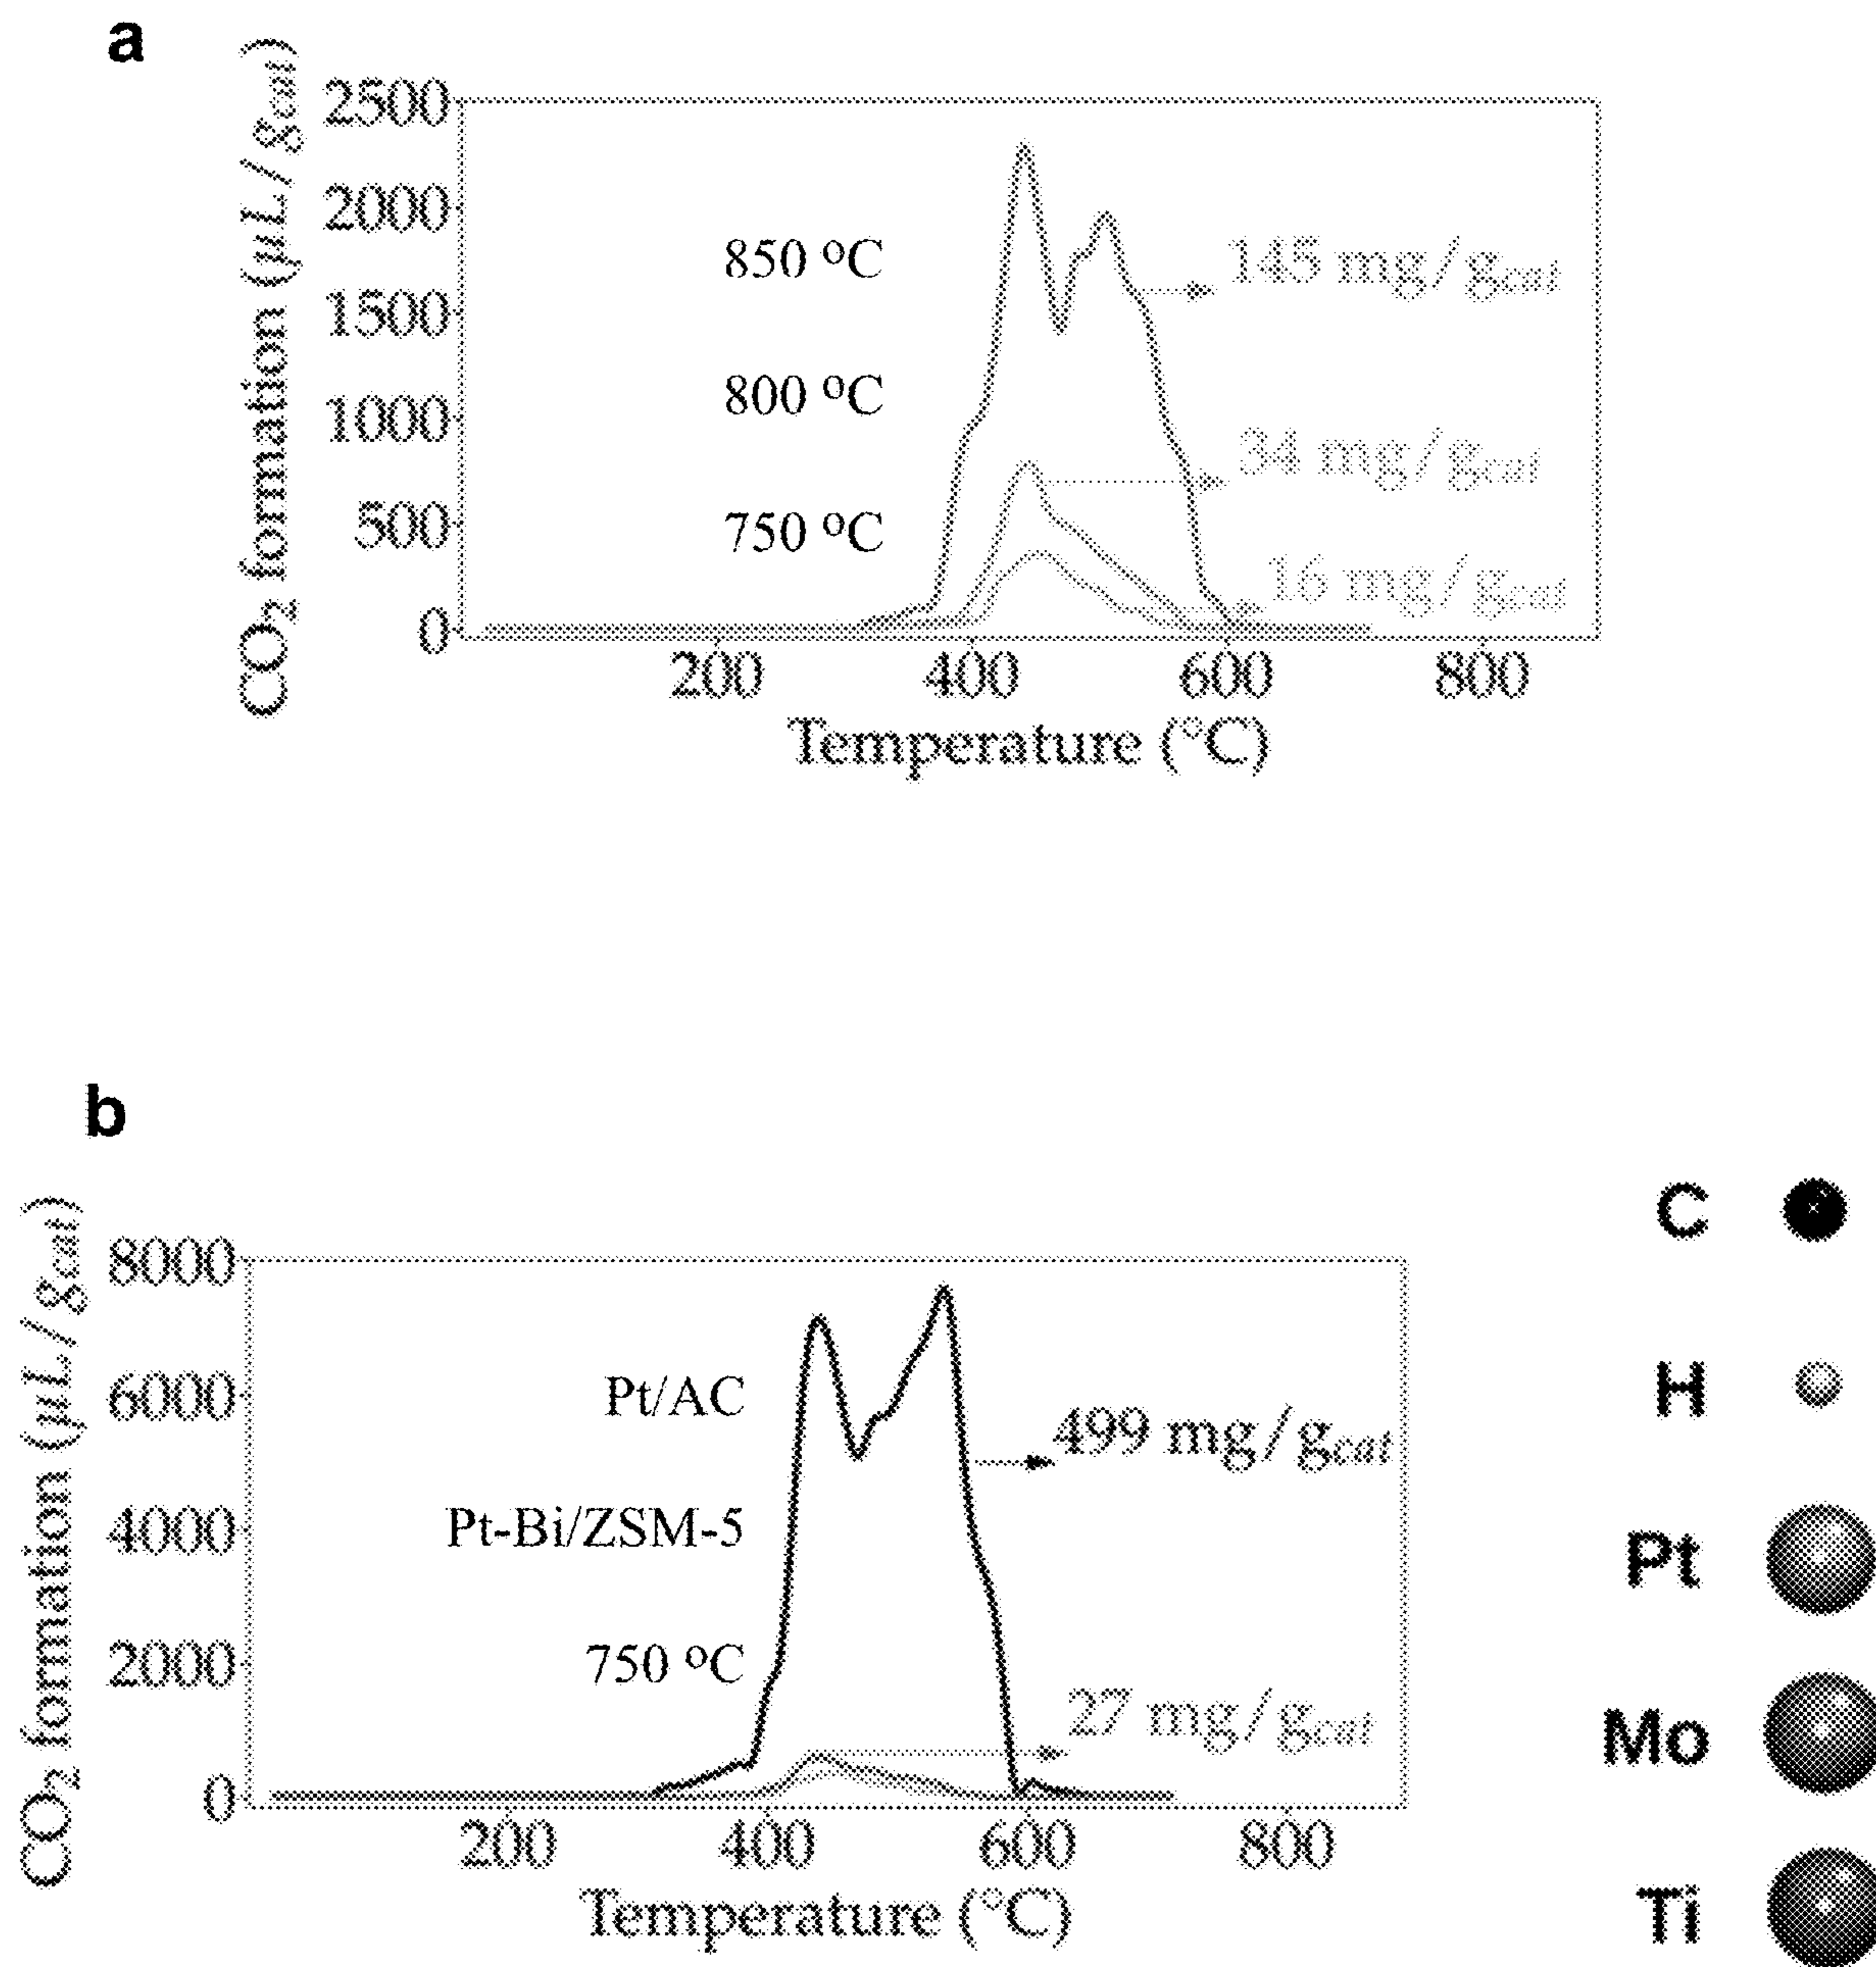 a
CO₂ formation (μL/gcat)
2500
2000
1500
1000
500
0
850 °C
800 °C
750 °C
145 mg/gcat
34 mg/gcat
16 mg/gcat
200 400 600 800
Temperature (°C)
b
CO₂ formation (μL/gcat)
8000
6000
4000
2000
0
Pt/AC
Pt-Bi/ZSM-5
750 °C
499 mg/gcat
27 mg/gcat
200 400 600 800
Temperature (°C)
C
H
Pt
Mo
Ti